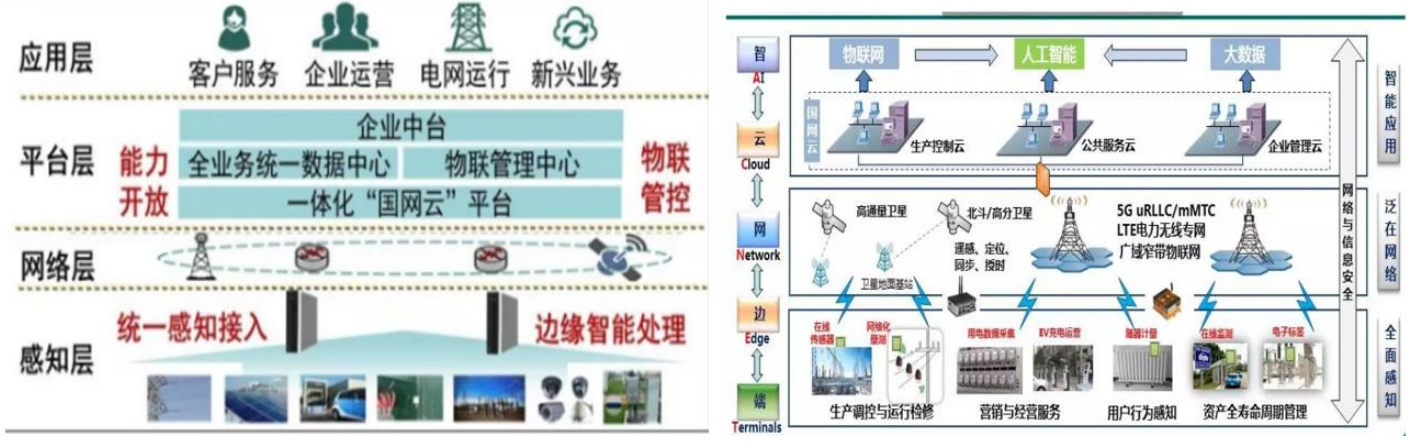 应用层
客户服务
企业运营
电网运行
新兴业务
平台层
能力
开放
企业中台
全业务统一数据中心
物联管理中心
一体化“国网云”平台
物联
管控
网络层
感知层
统一感知接入
边缘智能处理
智
AI
云
Cloud
网
Network
边
Edge
端
Terminals
物联网
人工智能
大数据
国网云
生产控制云
公共服务云
企业管理云
高通量卫星
北斗/高分卫星
遥感、定位、
同步、授时
卫星地面基站
5G uRLLC/mMTC
LTE电力无线专网
广域窄带物联网
在线
传感器
网络化
量测
用电数据采集
EV充电运营
随器计量
在线监测
电子标签
生产调控与运行检修
营销与经营服务
用户行为感知
资产全寿命周期管理
网络与信息安全
智能应用
泛在网络
全面感知